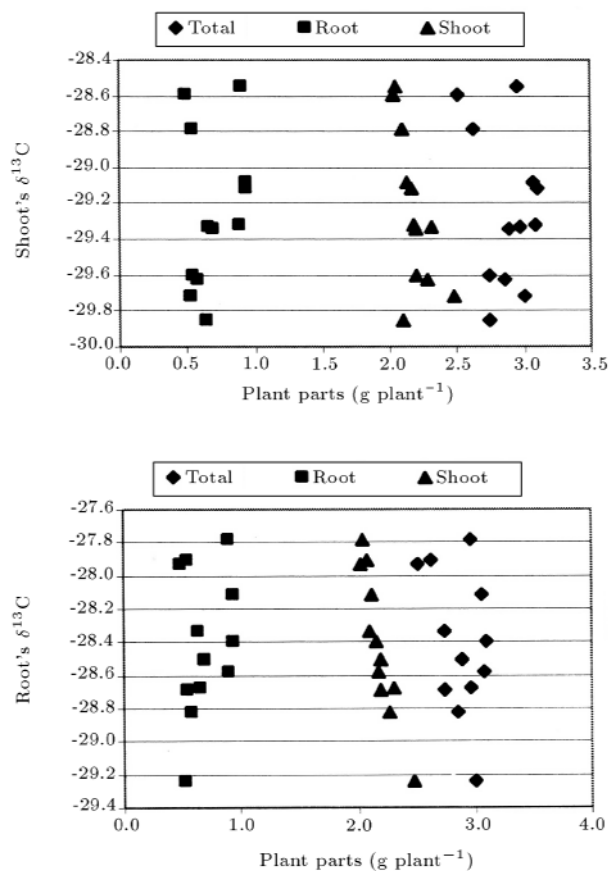 Total Root Shoot
-28.4
-28.6
-28.8
-29.0
-29.2
-29.4
-29.6
-29.8
-30.0
Shoot's δ¹³C
0.0 0.5 1.0 1.5 2.0 2.5 3.0 3.5
Plant parts (g plant⁻¹)
Total Root Shoot
-27.6
-27.8
-28.0
-28.2
-28.4
-28.6
-28.8
-29.0
-29.2
-29.4
Root's δ¹³C
0.0 1.0 2.0 3.0 4.0
Plant parts (g plant⁻¹)